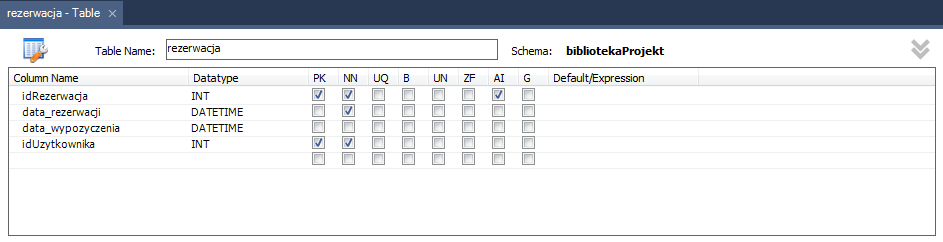 rezerwacja - Table
Table Name: rezerwacja Schema: bibliotekaProjekt
Column Name Datatype PK NN UQ B UN ZF AI G Default/Expression
idRezerwacja INT
data_rezerwacji DATETIME
data_wypozyczenia DATETIME
idUzytkownika INT